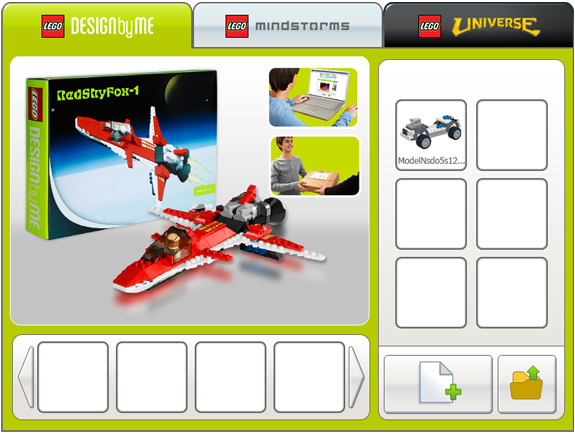 LEGO DESIGNbyME
LEGO mindstorms
LEGO UNIVERSE
LEGO DESIGNbyME
RedSkyFox-1
ModelNsdo5s12...